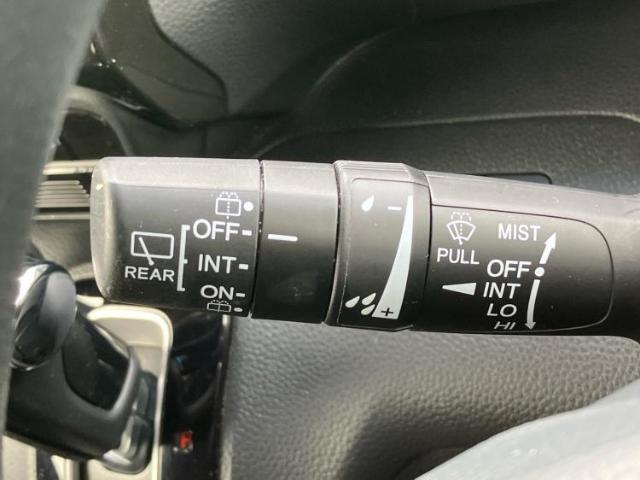 REAR
OFF
INT
ON
PULL
MIST
OFF
INT
LO
HI